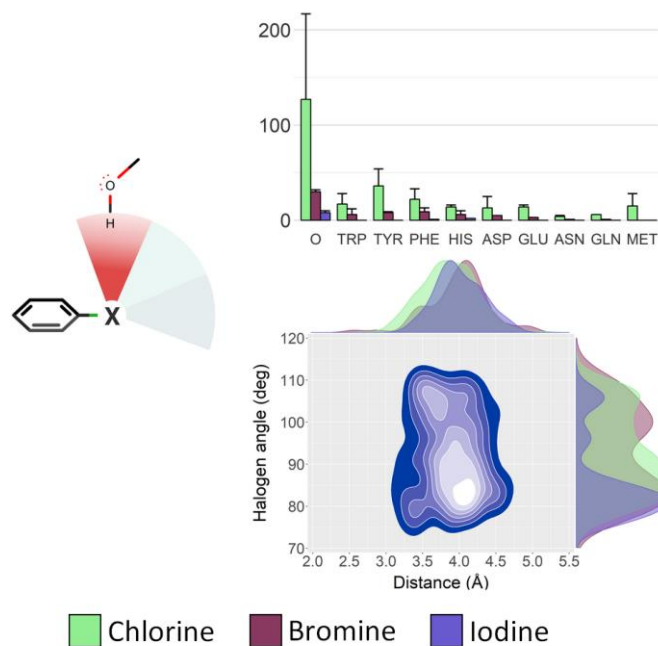 200
100
0
O TRP TYR PHE HIS ASP GLU ASN GLN MET
O
H
X
120
110
100
90
80
70
Halogen angle (deg)
2.0 2.5 3.0 3.5 4.0 4.5 5.0 5.5
Distance (Å)
Chlorine Bromine Iodine